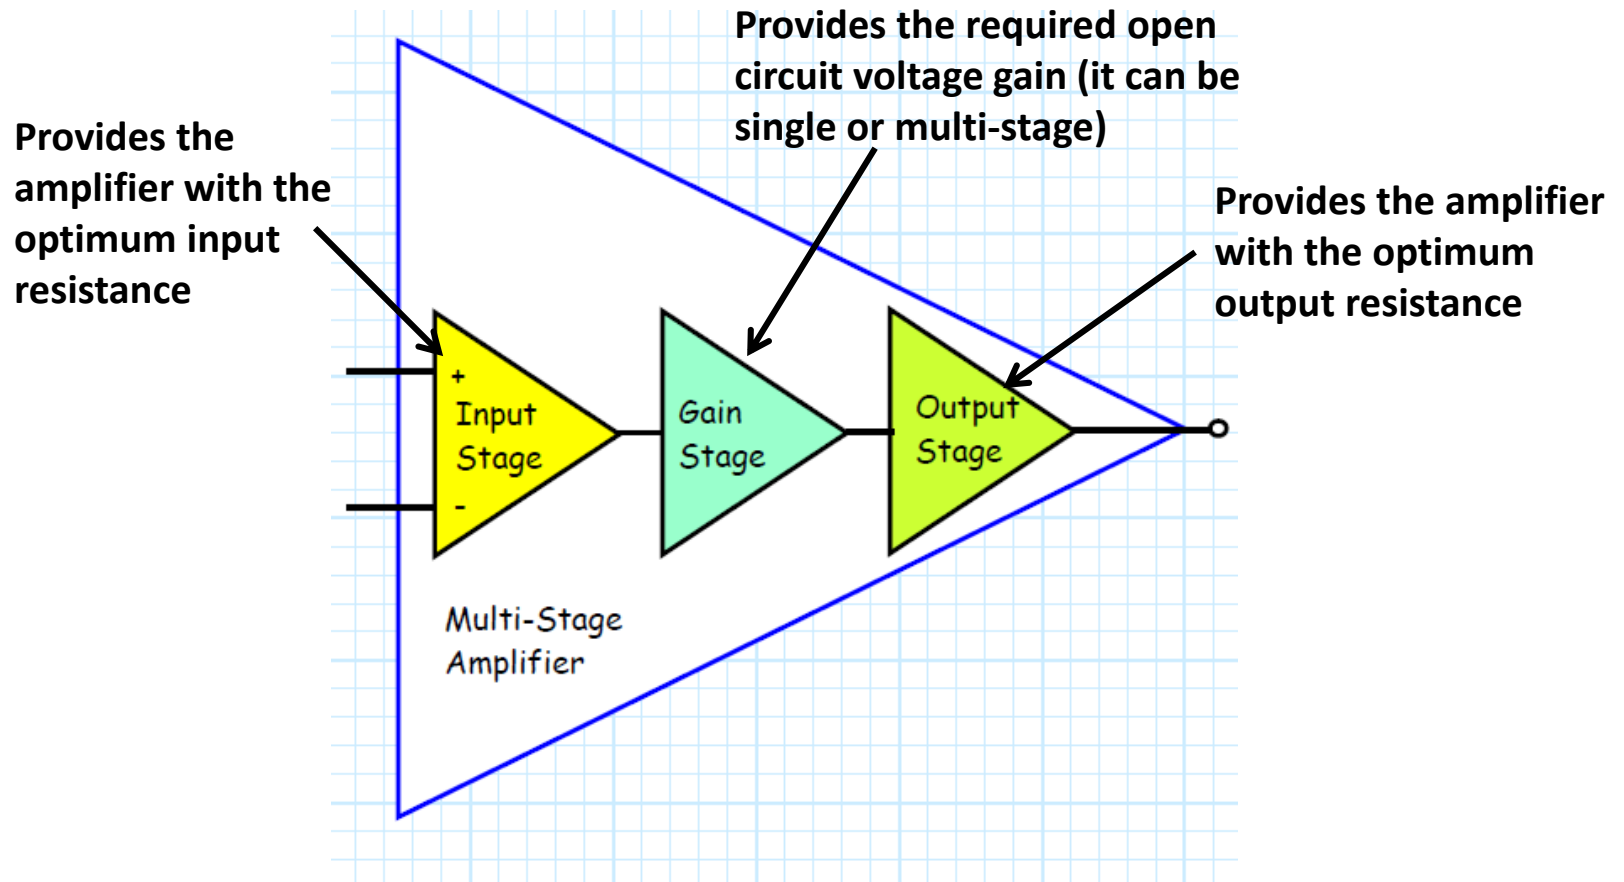 Provides the required open
circuit voltage gain (it can be
single or multi-stage)
Provides the
amplifier with the
optimum input
resistance
Provides the amplifier
with the optimum
output resistance
+
Input
Stage
-
Gain
Stage
Output
Stage
Multi-Stage
Amplifier